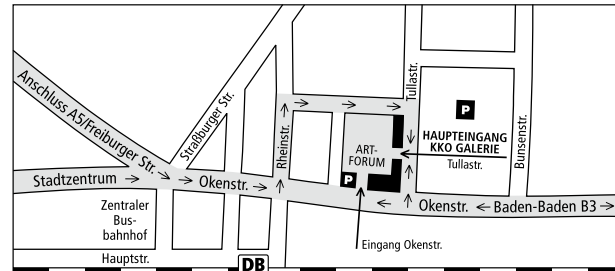 Anschluss A5/Freiburger Str.
Straßburger Str.
Rheinstr.
Tullastr.
Bunsenstr.
P
HAUPTEINGANG
KKO GALERIE
Tullastr.
ART-
FORUM
P
Stadtzentrum
Okenstr.
Okenstr.
Baden-Baden B3
Zentraler
Bus-
bahnhof
Eingang Okenstr.
Hauptstr.
DB